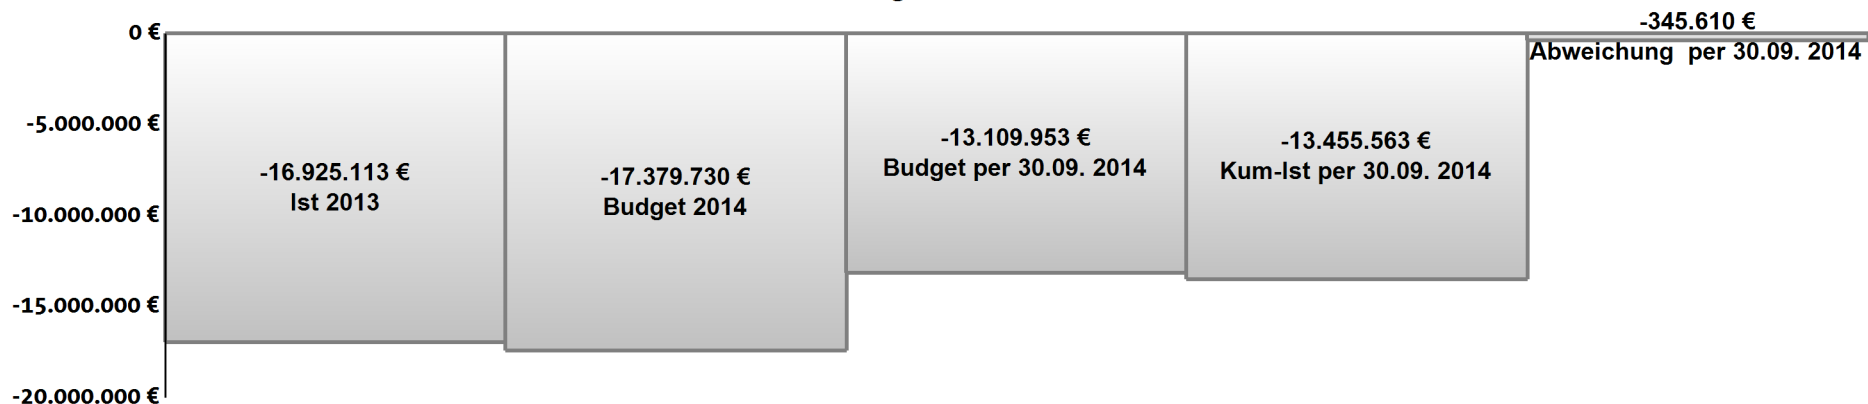 0 €
-5.000.000 €
-10.000.000 €
-15.000.000 €
-20.000.000 €
-16.925.113 €
Ist 2013
-17.379.730 €
Budget 2014
-13.109.953 €
Budget per 30.09. 2014
-13.455.563 €
Kum-Ist per 30.09. 2014
-345.610 €
Abweichung  per 30.09. 2014